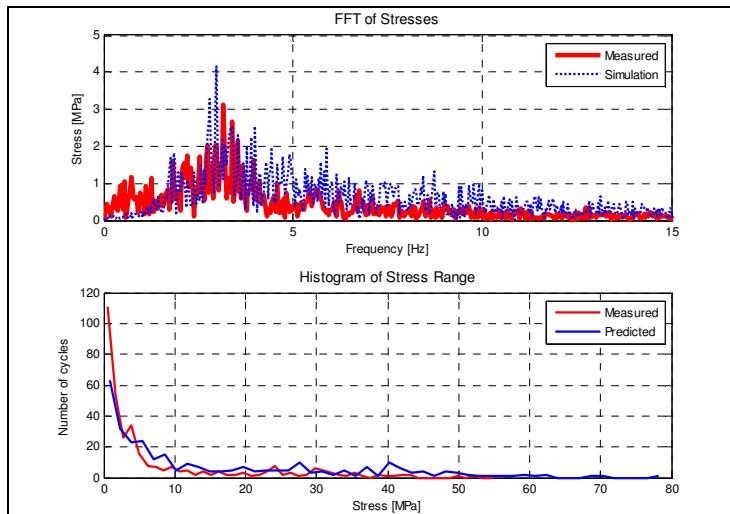 FFT of Stresses
5
4
3
2
1
0
Stress [MPa]
Measured
Simulation
0
5
10
15
Frequency [Hz]
Histogram of Stress Range
120
100
80
60
40
20
0
Number of cycles
Measured
Predicted
0
10
20
30
40
50
60
70
80
Stress [MPa]